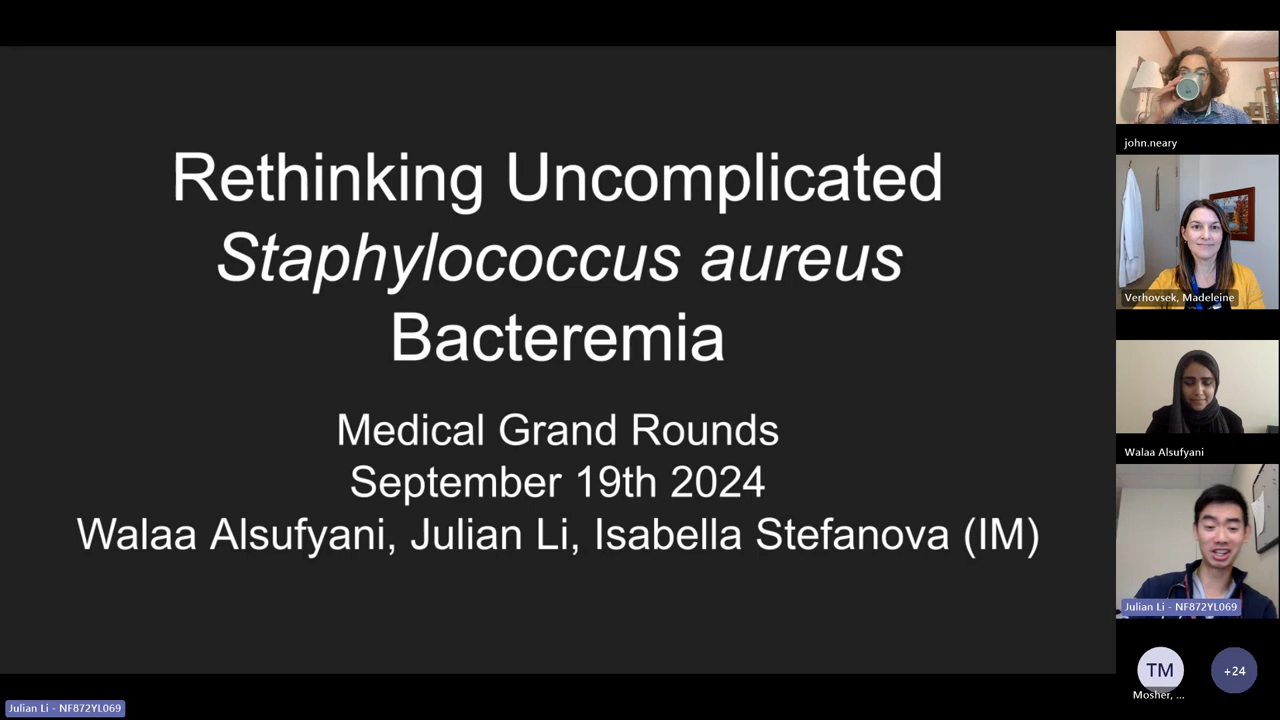 Rethinking Uncomplicated
Staphylococcus aureus
Bacteremia
Medical Grand Rounds
September 19th 2024
Walaa Alsufyani, Julian Li, Isabella Stefanova (IM)
john.neary
Verhovsek, Madeleine
Walaa Alsufyani
Julian Li - NF872YL069
TM
+24
Mosher, ...
Julian Li - NF872YL069